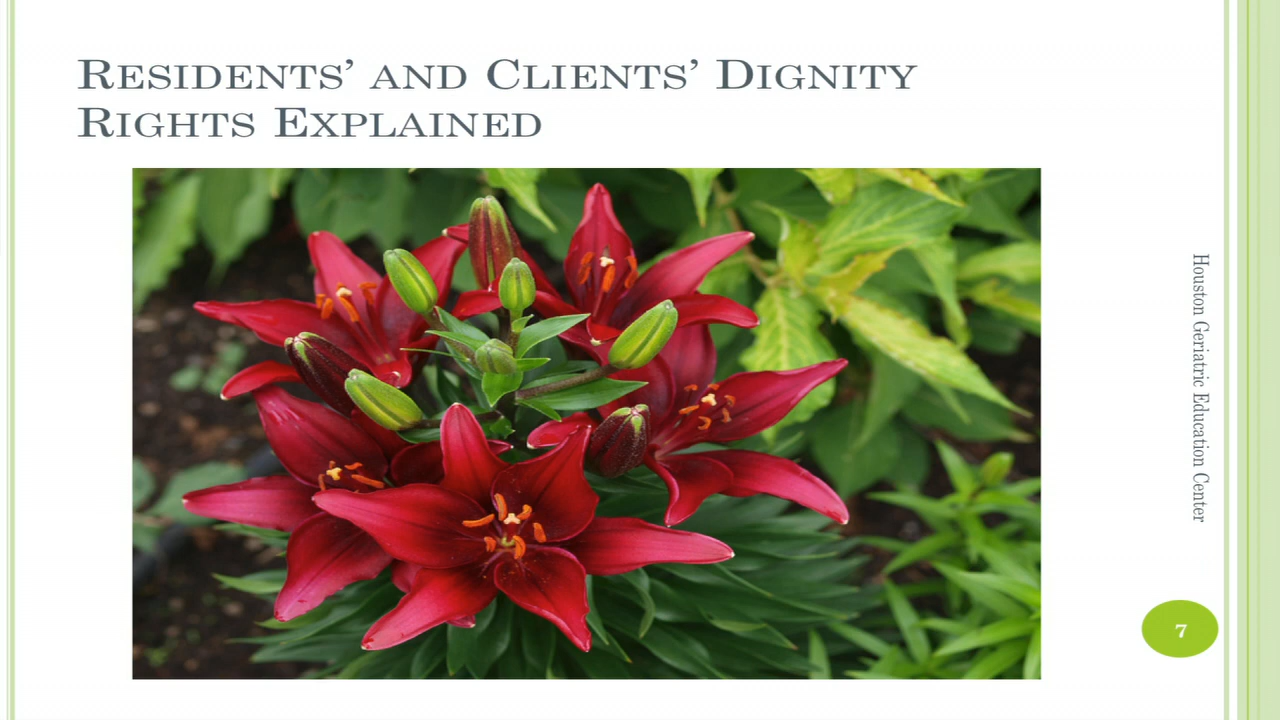 Residents’ and Clients’ Dignity
Rights Explained
Houston Geriatric Education Center
7